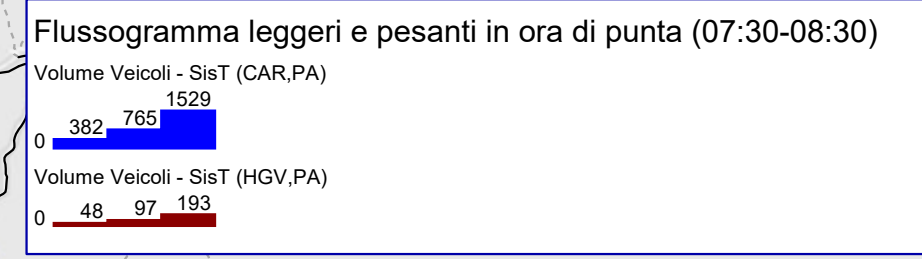 Flussogramma leggeri e pesanti in ora di punta (07:30-08:30)
Volume Veicoli - SisT (CAR,PA)
0 382 765 1529
Volume Veicoli - SisT (HGV,PA)
0 48 97 193